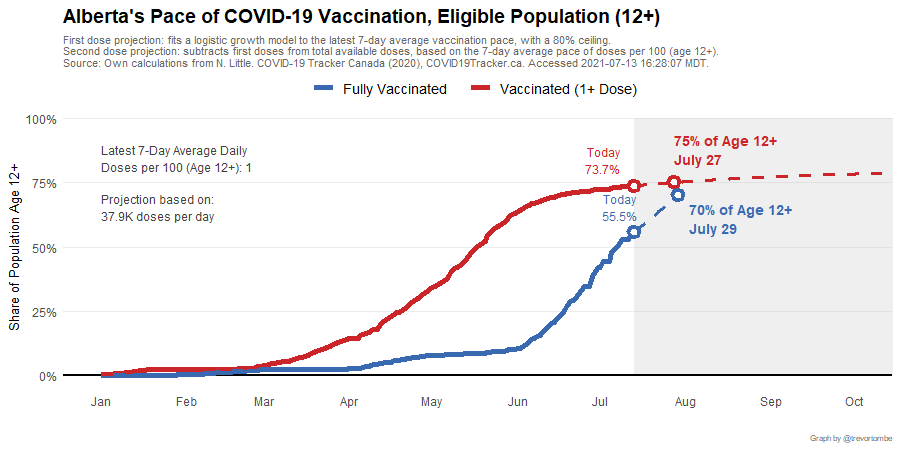 Alberta's Pace of COVID-19 Vaccination, Eligible Population (12+)
First dose projection: fits a logistic growth model to the latest 7-day average vaccination pace, with a 80% ceiling.
Second dose projection: subtracts first doses from total available doses, based on the 7-day average pace of doses per 100 (age 12+).
Source: Own calculations from N. Little. COVID-19 Tracker Canada (2020), COVID19Tracker.ca. Accessed 2021-07-13 16:28:07 MDT.
Fully Vaccinated
Vaccinated (1+ Dose)
Share of Population Age 12+
100%
75%
50%
25%
0%
Latest 7-Day Average Daily
Doses per 100 (Age 12+): 1
Projection based on:
37.9K doses per day
Today
73.7%
75% of Age 12+
July 27
Today
55.5%
70% of Age 12+
July 29
Jan
Feb
Mar
Apr
May
Jun
Jul
Aug
Sep
Oct
Graph by @trevortombe